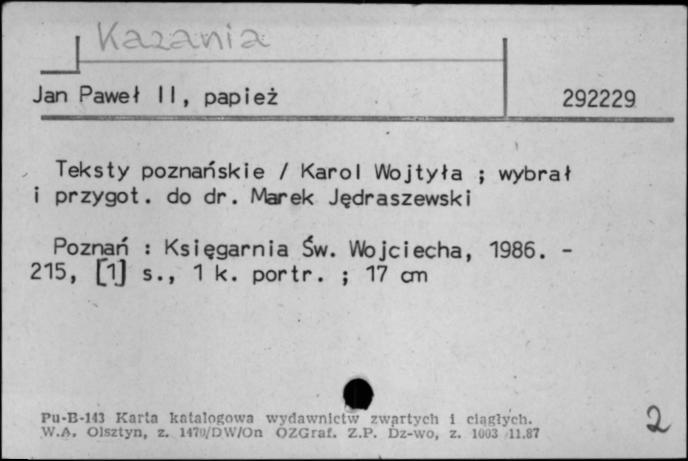 Kazania
Jan Paweł II, papież 292229
Teksty poznańskie / Karol Wojtyła ; wybrał
i przygot. do dr. Marek Jędraszewski
Poznań : Księgarnia Św. Wojciecha, 1986. -
215, [1] s., 1 k. portr. ; 17 cm
Pu-B-143 Karta katalogowa wydawnictw zwartych i ciągłych.
W.A. Olsztyn, z. 1470/DW/On OZGraf. Z.P. Dz-wo, z. 1003 11.87
2